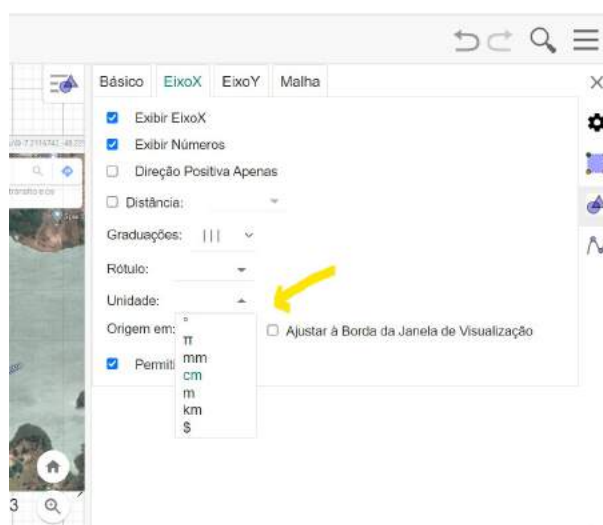 Básico EixoX EixoY Malha
Exibir EixoX
Exibir Números
Direção Positiva Apenas
Distância:
Graduações: |||
Rótulo:
Unidade:
Origem em: Ajustar à Borda da Janela de Visualização
°
π
mm
Permiti
cm
m
km
$
3